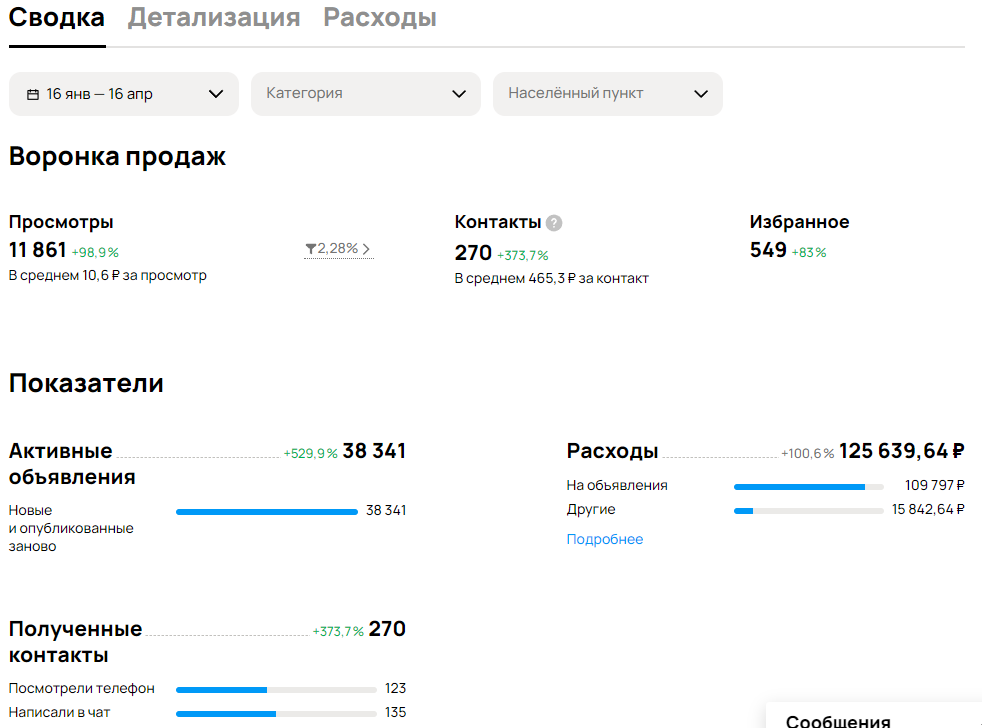 Сводка Детализация Расходы
16 янв — 16 апр Категория Населённый пункт
Воронка продаж
Просмотры Контакты ? Избранное
11 861 +98,9% 2,28% 270 +373,7% 549 +83%
В среднем 10,6 ₽ за просмотр В среднем 465,3 ₽ за контакт
Показатели
Активные объявления +529,9% 38 341
Новые
и опубликованные
заново
38 341
Расходы +100,6% 125 639,64 ₽
На объявления 109 797 ₽
Другие 15 842,64 ₽
Подробнее
Полученные контакты +373,7% 270
Посмотрели телефон 123
Написали в чат 135
Сообщения